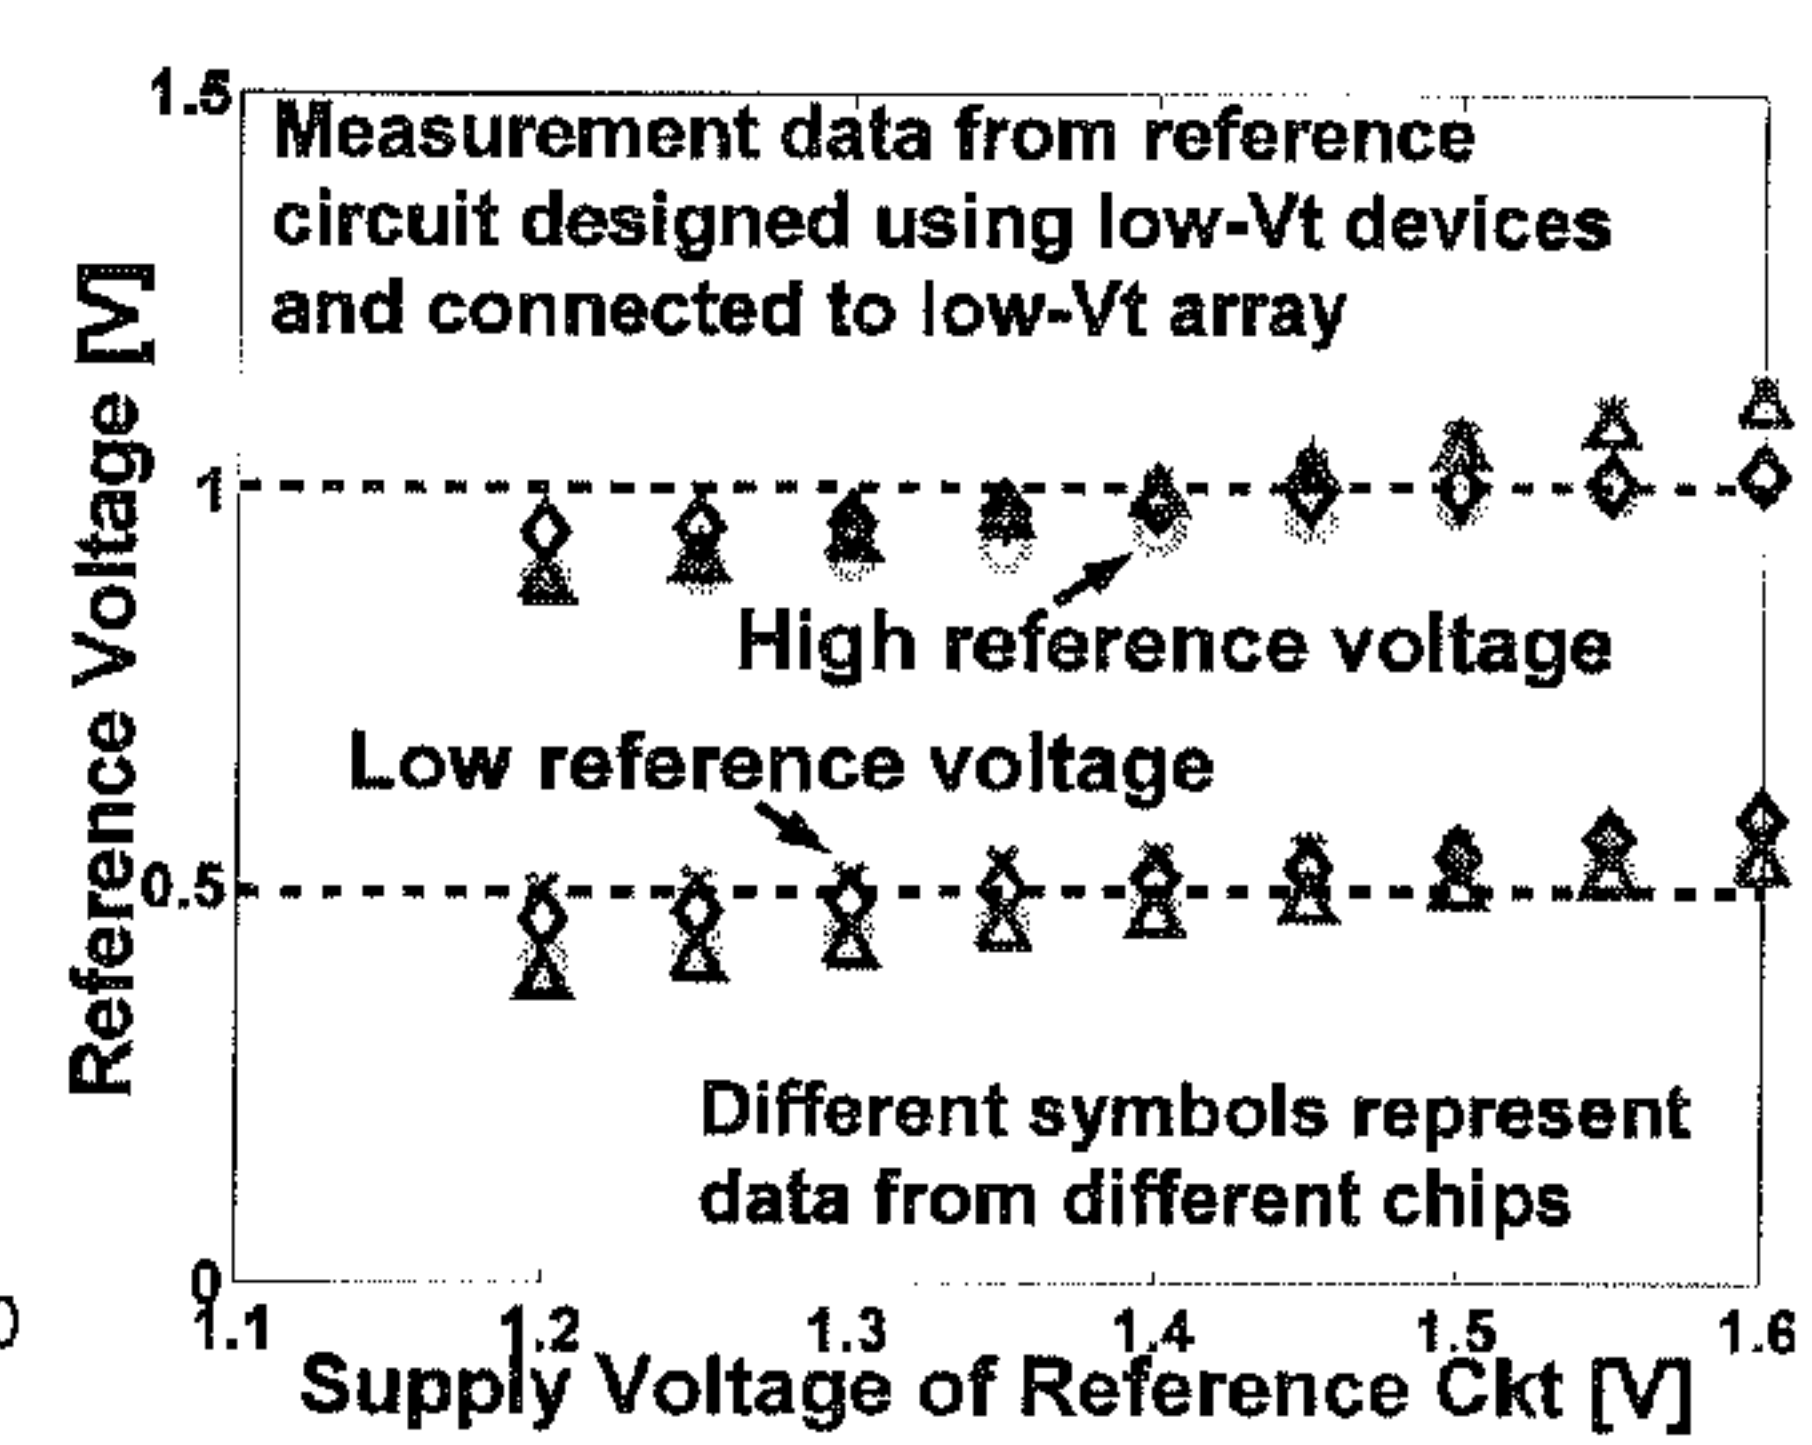 1.5
Measurement data from reference
circuit designed using low-Vt devices
and connected to low-Vt array
Reference Voltage [V]
1
High reference voltage
Low reference voltage
0.5
Different symbols represent
data from different chips
0
1.1 1.2 1.3 1.4 1.5 1.6
Supply Voltage of Reference Ckt [V]